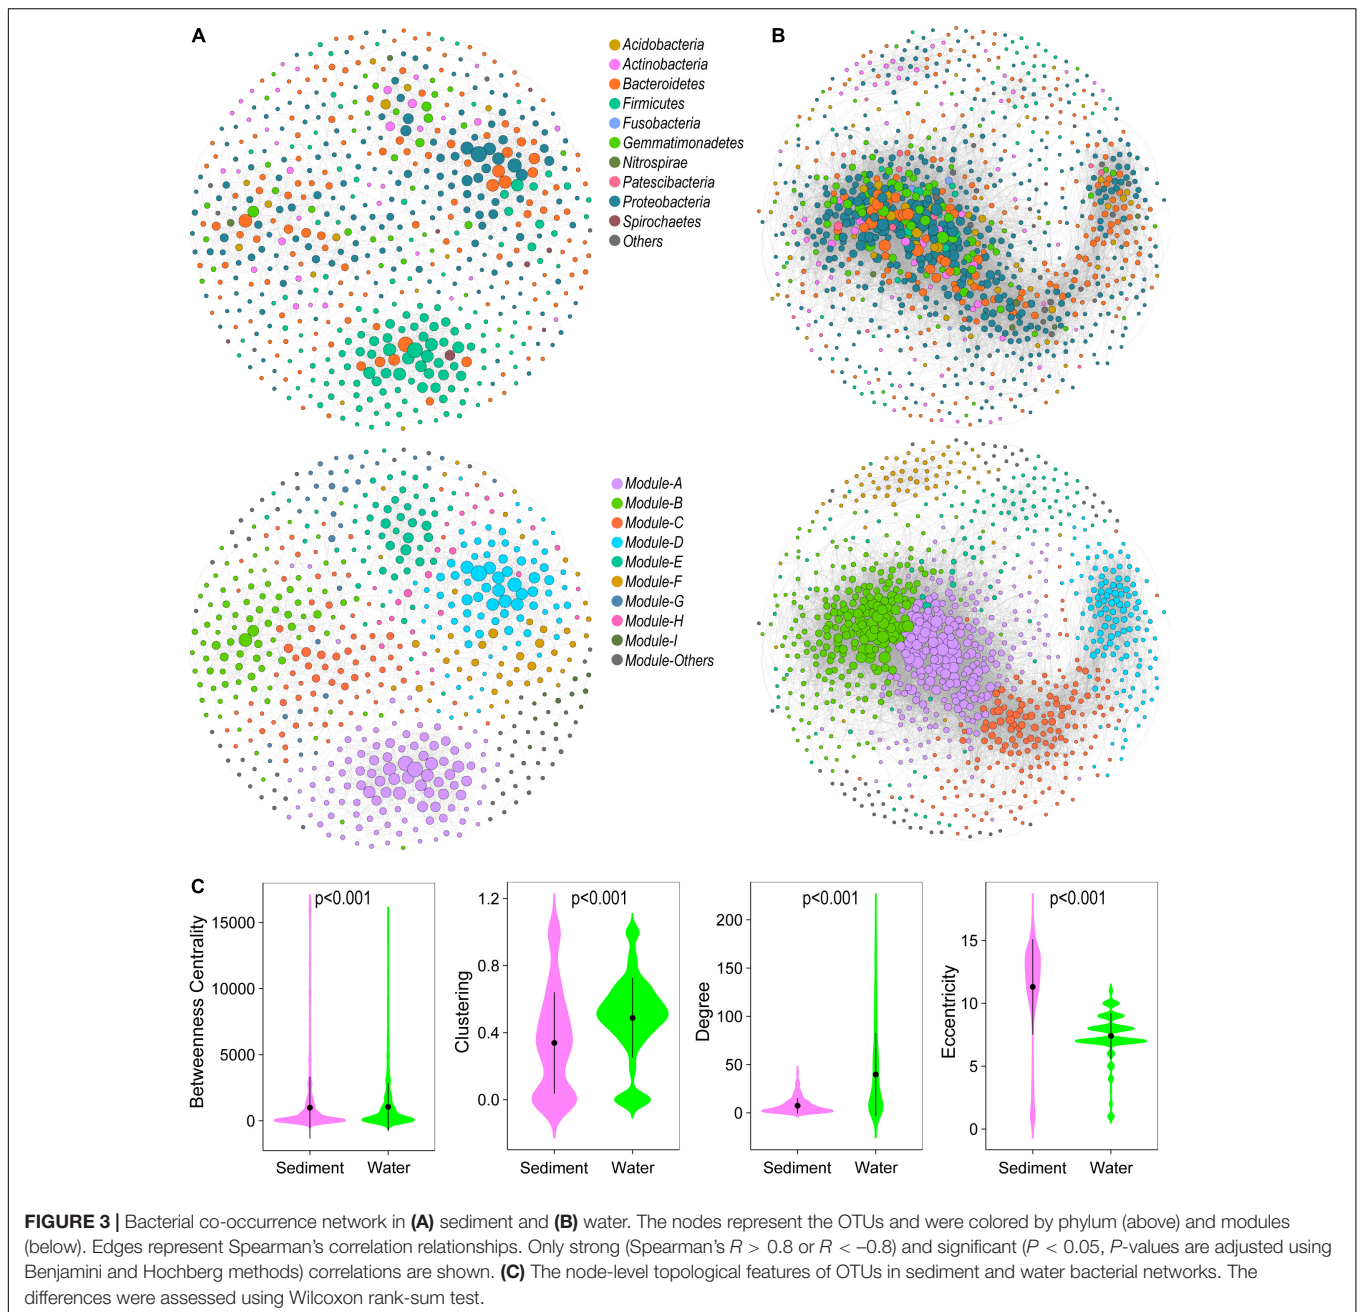 A
B
Acidobacteria
Actinobacteria
Bacteroidetes
Firmicutes
Fusobacteria
Gemmatimonadetes
Nitrospirae
Patescibacteria
Proteobacteria
Spirochaetes
Others
Module-A
Module-B
Module-C
Module-D
Module-E
Module-F
Module-G
Module-H
Module-I
Module-Others
C
Betweenness Centrality
15000
10000
5000
0
p<0.001
Sediment Water
Clustering
1.2
0.8
0.4
0.0
p<0.001
Sediment Water
Degree
200
150
100
50
0
p<0.001
Sediment Water
Eccentricity
15
10
5
0
p<0.001
Sediment Water
FIGURE 3 | Bacterial co-occurrence network in (A) sediment and (B) water. The nodes represent the OTUs and were colored by phylum (above) and modules
(below). Edges represent Spearman's correlation relationships. Only strong (Spearman's R > 0.8 or R < –0.8) and significant (P < 0.05, P-values are adjusted using
Benjamini and Hochberg methods) correlations are shown. (C) The node-level topological features of OTUs in sediment and water bacterial networks. The
differences were assessed using Wilcoxon rank-sum test.